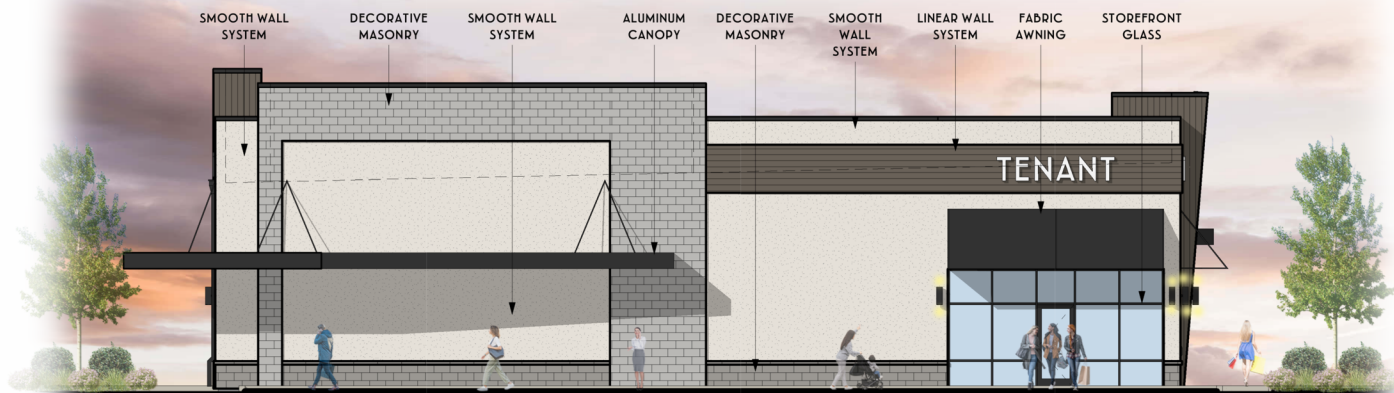 SMOOTH WALL
SYSTEM
DECORATIVE
MASONRY
SMOOTH WALL
SYSTEM
ALUMINUM
CANOPY
DECORATIVE
MASONRY
SMOOTH
WALL
SYSTEM
LINEAR WALL
SYSTEM
FABRIC
AWNING
STOREFRONT
GLASS
TENANT